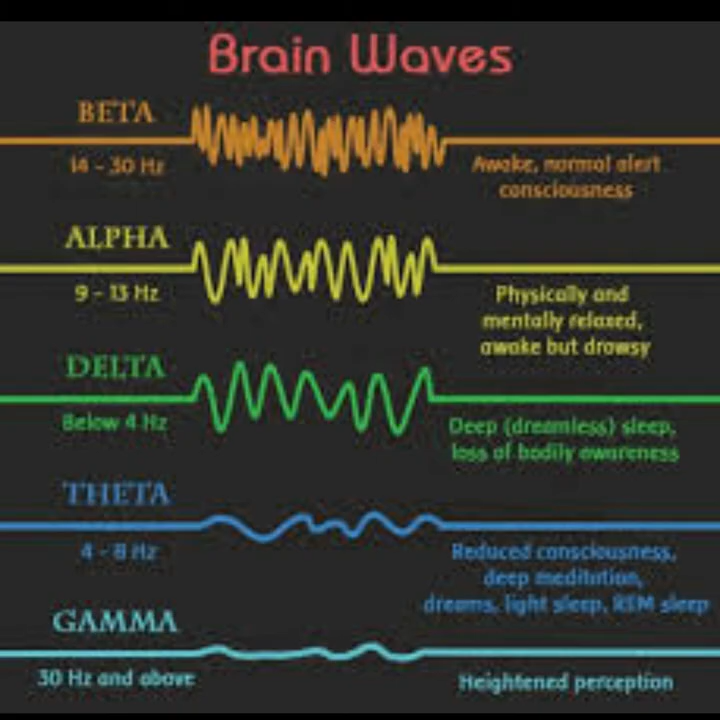 Brain Waves
BETA
14 - 30 Hz
Awake, normal alert
consciousness
ALPHA
9 - 13 Hz
Physically and
mentally relaxed,
awake but drowsy
DELTA
Below 4 Hz
Deep (dreamless) sleep,
loss of bodily awareness
THETA
4 - 8 Hz
Reduced consciousness,
deep meditation,
dreams, light sleep, REM sleep
GAMMA
30 Hz and above
Heightened perception